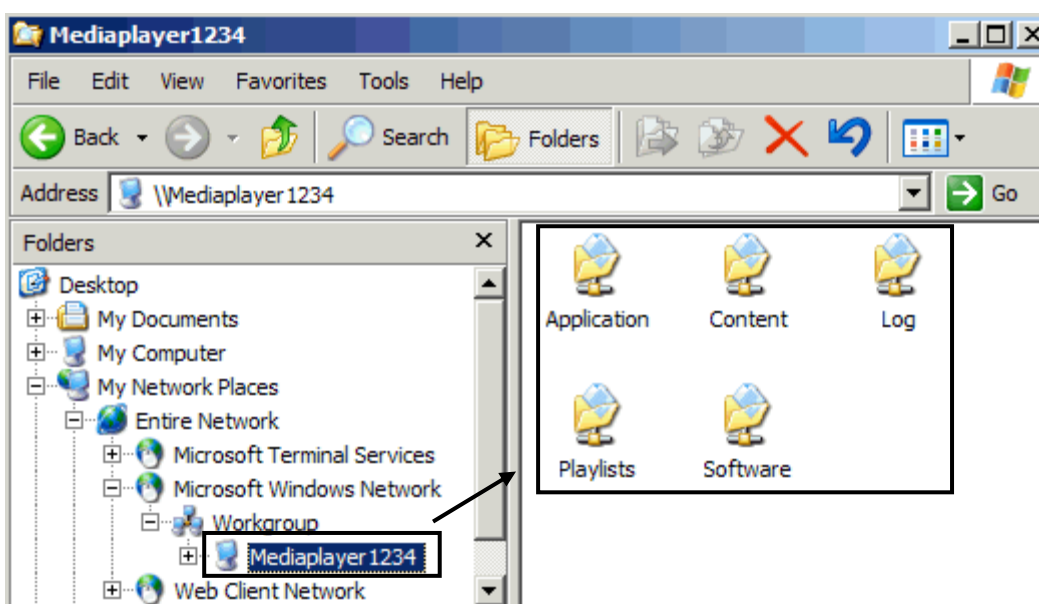 Mediaplayer1234
File Edit View Favorites Tools Help
Back Search Folders
Address \\Mediaplayer1234 Go
Folders
Desktop
My Documents
My Computer
My Network Places
Entire Network
Microsoft Terminal Services
Microsoft Windows Network
Workgroup
Mediaplayer1234
Web Client Network
Application Content Log
Playlists Software